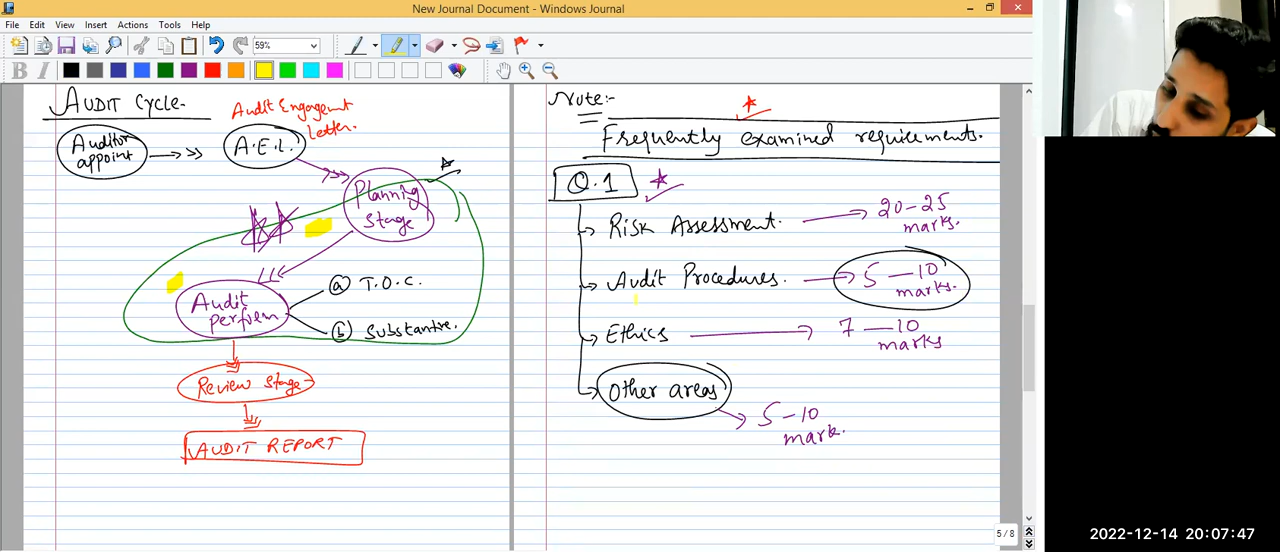 New Journal Document - Windows Journal
File Edit View Insert Actions Tools Help
59%
B I
AUDIT CYcle-
Audit Engagement
Letter.
Auditor
appoint
A.E.L.
Planning
Stage
Audit
perform
(a) T.O.C.
(b) Substantive.
Review Stage
AUDIT REPORT
Note:-
Frequently examined requirements.
Q.1
Risk Assessment.
20-25
marks.
Audit Procedures.
5-10
marks.
Ethics
7-10
marks
Other areas
5-10
mark.
5 / 8
2022-12-14 20:07:47